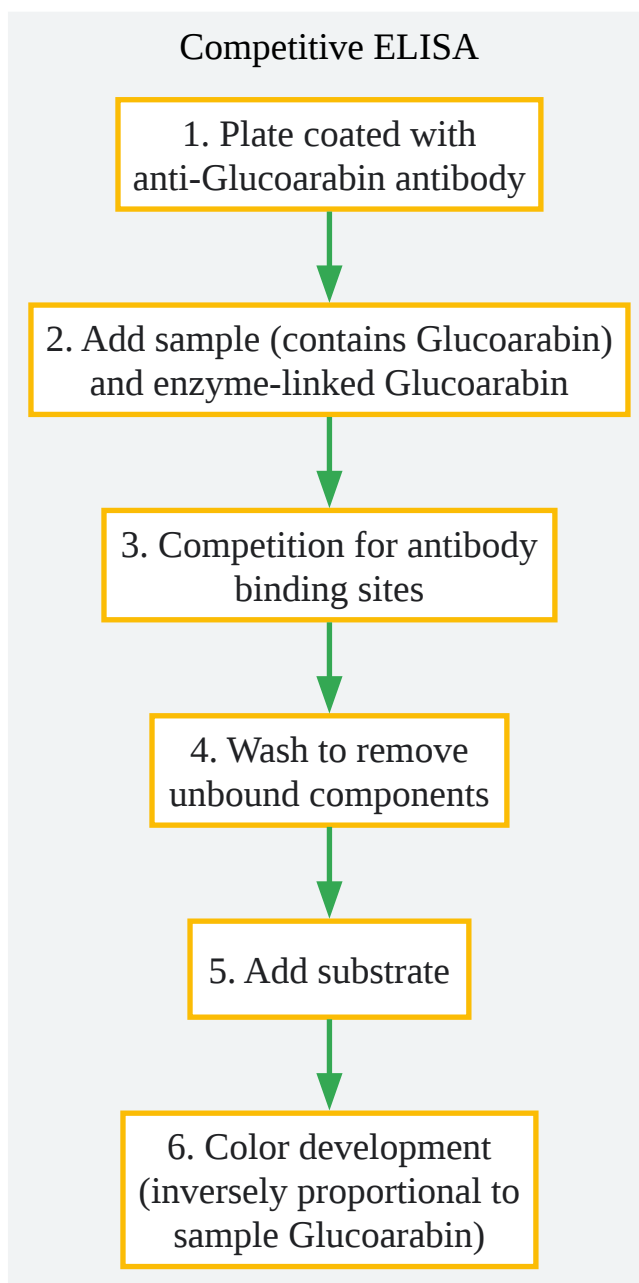 Competitive ELISA
1. Plate coated with
anti-Glucoarabin antibody
2. Add sample (contains Glucoarabin)
and enzyme-linked Glucoarabin
3. Competition for antibody
binding sites
4. Wash to remove
unbound components
5. Add substrate
6. Color development
(inversely proportional to
sample Glucoarabin)